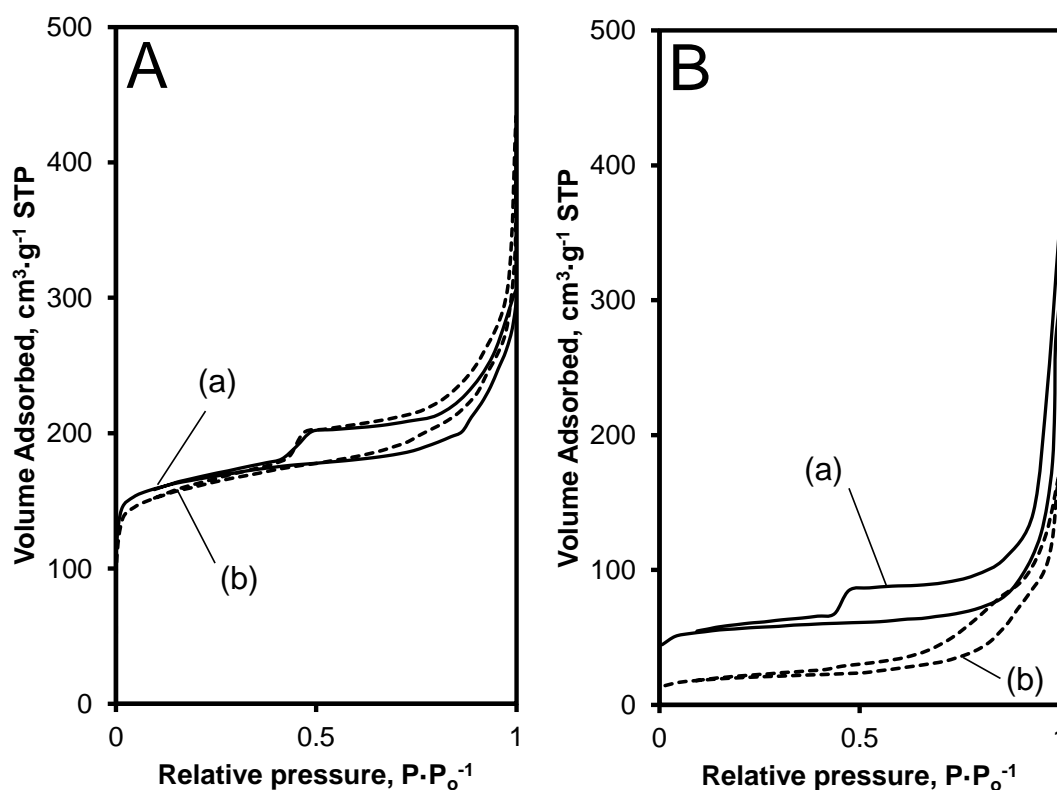 A
500
400
300
200
100
0
Volume Adsorbed, cm³·g⁻¹ STP
(a)
(b)
0
0.5
1
Relative pressure, P·Pₒ⁻¹
B
500
400
300
200
100
0
Volume Adsorbed, cm³·g⁻¹ STP
(a)
(b)
0
0.5
1
Relative pressure, P·Pₒ⁻¹